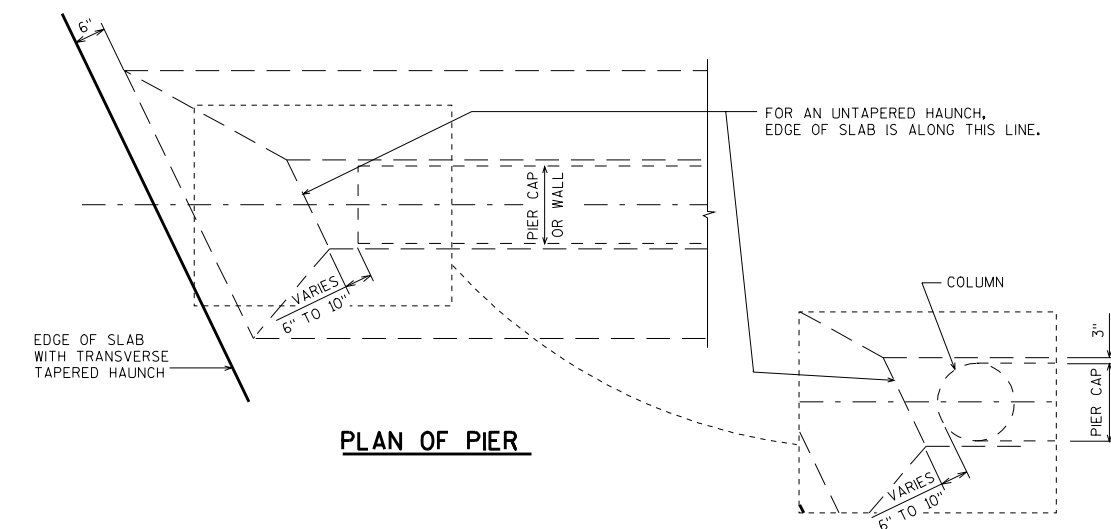 6"
FOR AN UNTAPERED HAUNCH,
EDGE OF SLAB IS ALONG THIS LINE.
PIER CAP
OR WALL
VARIES
6" TO 10"
EDGE OF SLAB
WITH TRANSVERSE
TAPERED HAUNCH
PLAN OF PIER
COLUMN
3"
PIER CAP
VARIES
6" TO 10"